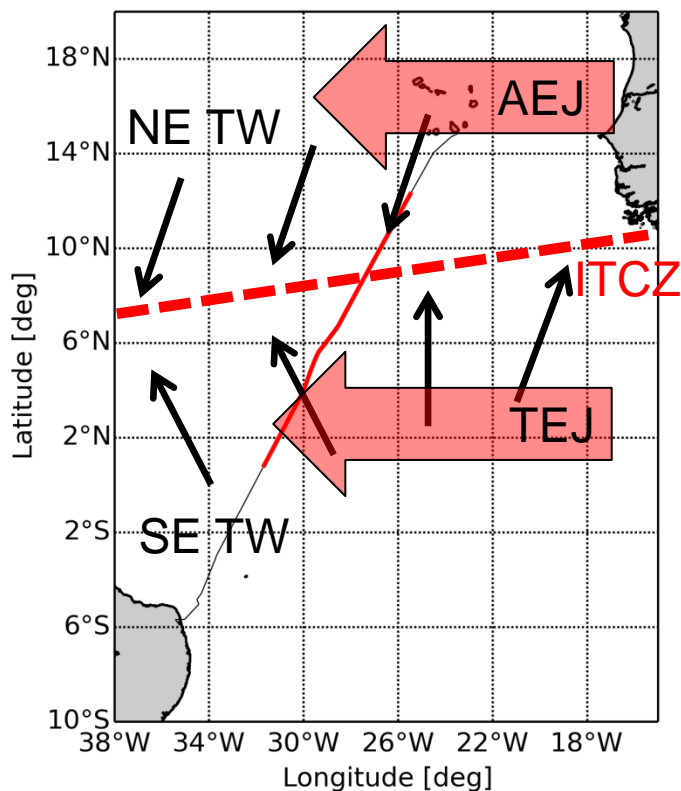 18°N
AEJ
NE TW
14°N
10°N
ITCZ
6°N
TEJ
2°N
SE TW
2°S
6°S
10°S
38°W 34°W 30°W 26°W 22°W 18°W
Longitude [deg]
Latitude [deg]